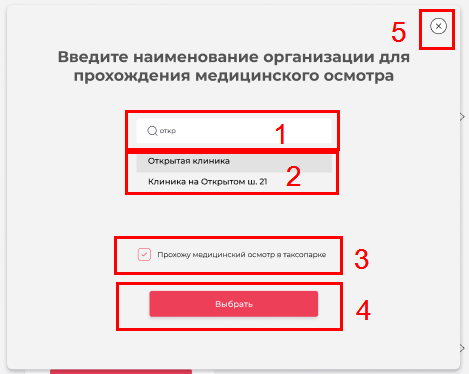 5
Введите наименование организации для
прохождения медицинского осмотра
откр
1
Открытая клиника
Клиника на Открытом ш. 21
2
Прохожу медицинский осмотр в таксопарке
3
Выбрать
4